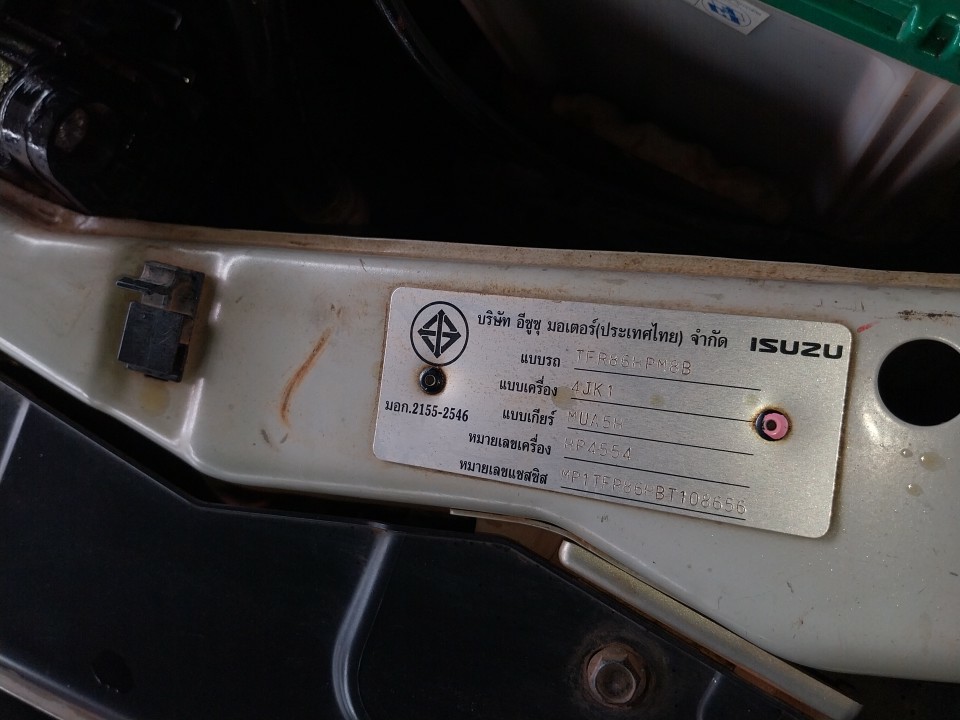 บริษัท อีซูซุ มอเตอร์(ประเทศไทย) จำกัด ISUZU
แบบรถ TFR86HPM8B
แบบเครื่อง 4JK1
มอก.2155-2546 แบบเกียร์ MUA5H
หมายเลขเครื่อง MP4554
หมายเลขแชสซิส MP1TFR86HBT108656